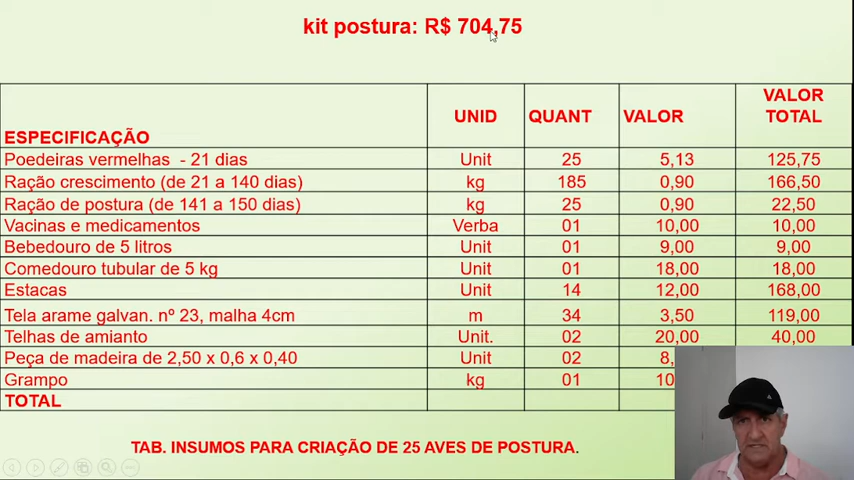 kit postura: R$ 704,75
ESPECIFICAÇÃO UNID QUANT VALOR VALOR TOTAL
Poedeiras vermelhas - 21 dias Unit 25 5,13 125,75
Ração crescimento (de 21 a 140 dias) kg 185 0,90 166,50
Ração de postura (de 141 a 150 dias) kg 25 0,90 22,50
Vacinas e medicamentos Verba 01 10,00 10,00
Bebedouro de 5 litros Unit 01 9,00 9,00
Comedouro tubular de 5 kg Unit 01 18,00 18,00
Estacas Unit 14 12,00 168,00
Tela arame galvan. nº 23, malha 4cm m 34 3,50 119,00
Telhas de amianto Unit. 02 20,00 40,00
Peça de madeira de 2,50 x 0,6 x 0,40 Unit 02 8,
Grampo kg 01 10
TOTAL
TAB. INSUMOS PARA CRIAÇÃO DE 25 AVES DE POSTURA.